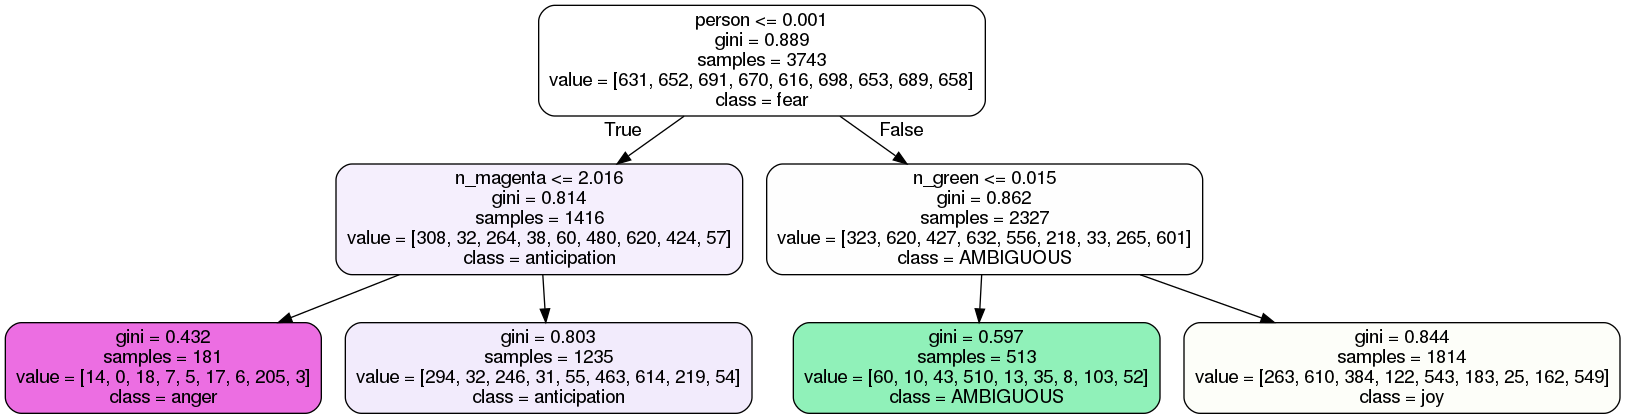 person <= 0.001
gini = 0.889
samples = 3743
value = [631, 652, 691, 670, 616, 698, 653, 689, 658]
class = fear
True
False
n_magenta <= 2.016
gini = 0.814
samples = 1416
value = [308, 32, 264, 38, 60, 480, 620, 424, 57]
class = anticipation
n_green <= 0.015
gini = 0.862
samples = 2327
value = [323, 620, 427, 632, 556, 218, 33, 265, 601]
class = AMBIGUOUS
gini = 0.432
samples = 181
value = [14, 0, 18, 7, 5, 17, 6, 205, 3]
class = anger
gini = 0.803
samples = 1235
value = [294, 32, 246, 31, 55, 463, 614, 219, 54]
class = anticipation
gini = 0.597
samples = 513
value = [60, 10, 43, 510, 13, 35, 8, 103, 52]
class = AMBIGUOUS
gini = 0.844
samples = 1814
value = [263, 610, 384, 122, 543, 183, 25, 162, 549]
class = joy